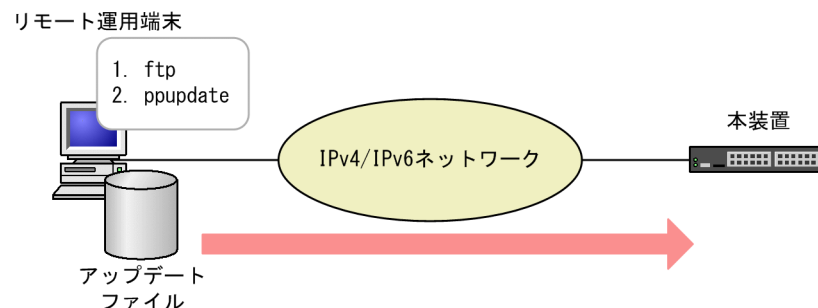 リモート運用端末
1. ftp
2. ppupdate
IPv4/IPv6ネットワーク
本装置
アップデート
ファイル